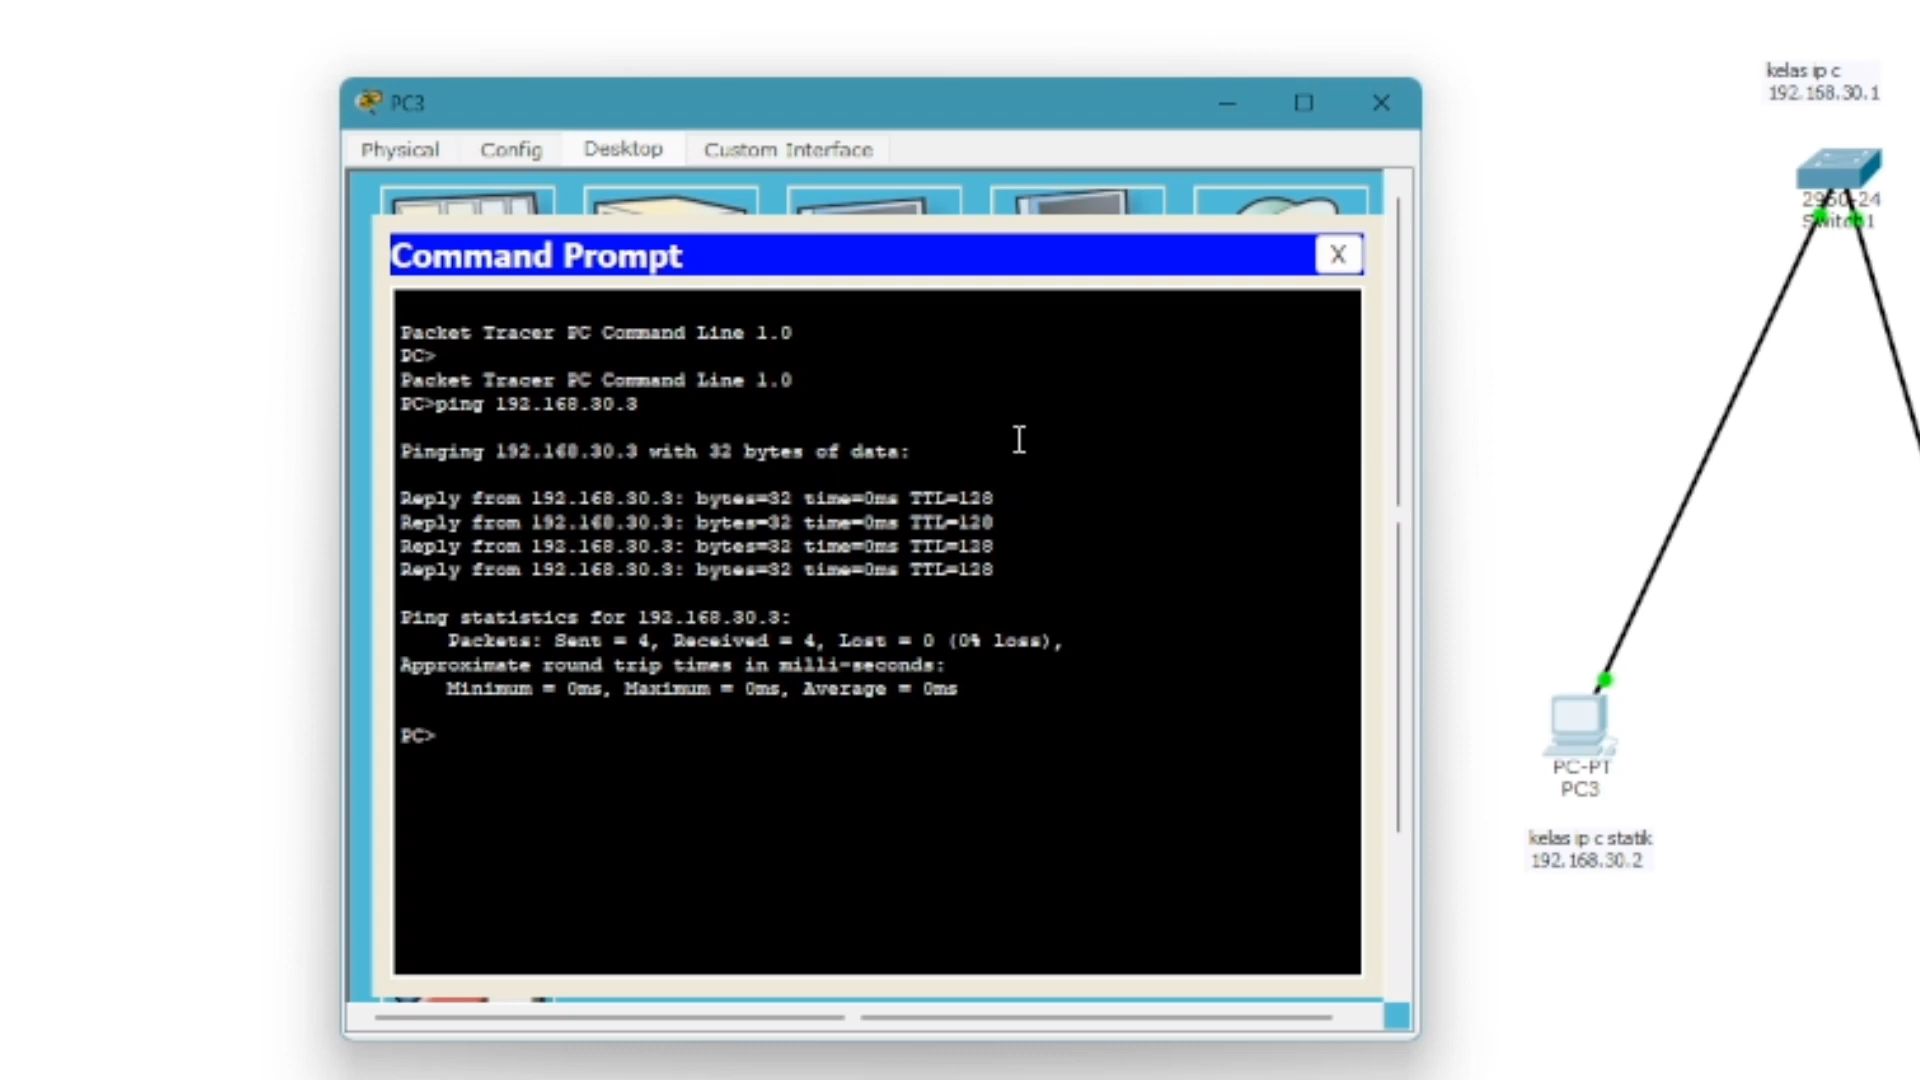 PC3
Physical
Config
Desktop
Custom Interface
Command Prompt
X
Packet Tracer PC Command Line 1.0
PC>
Packet Tracer PC Command Line 1.0
PC>ping 192.168.30.3
Pinging 192.168.30.3 with 32 bytes of data:
Reply from 192.168.30.3: bytes=32 time=0ms TTL=128
Reply from 192.168.30.3: bytes=32 time=0ms TTL=128
Reply from 192.168.30.3: bytes=32 time=0ms TTL=128
Reply from 192.168.30.3: bytes=32 time=0ms TTL=128
Ping statistics for 192.168.30.3:
Packets: Sent = 4, Received = 4, Lost = 0 (0% loss),
Approximate round trip times in milli-seconds:
Minimum = 0ms, Maximum = 0ms, Average = 0ms
PC>
kelas ip c
192.168.30.1
2960-24
Switch1
PC-PT
PC3
kelas ip c statik
192.168.30.2